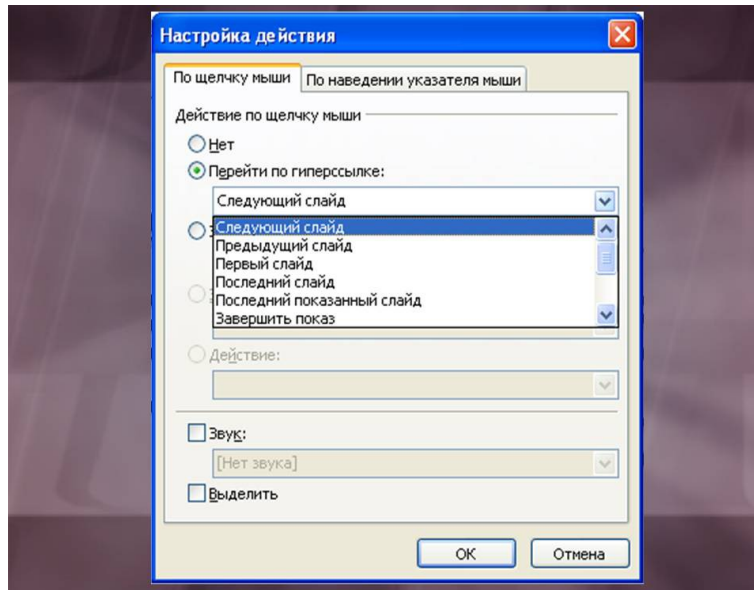 Настройка действия
По щелчку мыши
По наведении указателя мыши
Действие по щелчку мыши
Нет
Перейти по гиперссылке:
Следующий слайд
Следующий слайд
Предыдущий слайд
Первый слайд
Последний слайд
Последний показанный слайд
Завершить показ
Действие:
Звук:
[Нет звука]
Выделить
ОК
Отмена